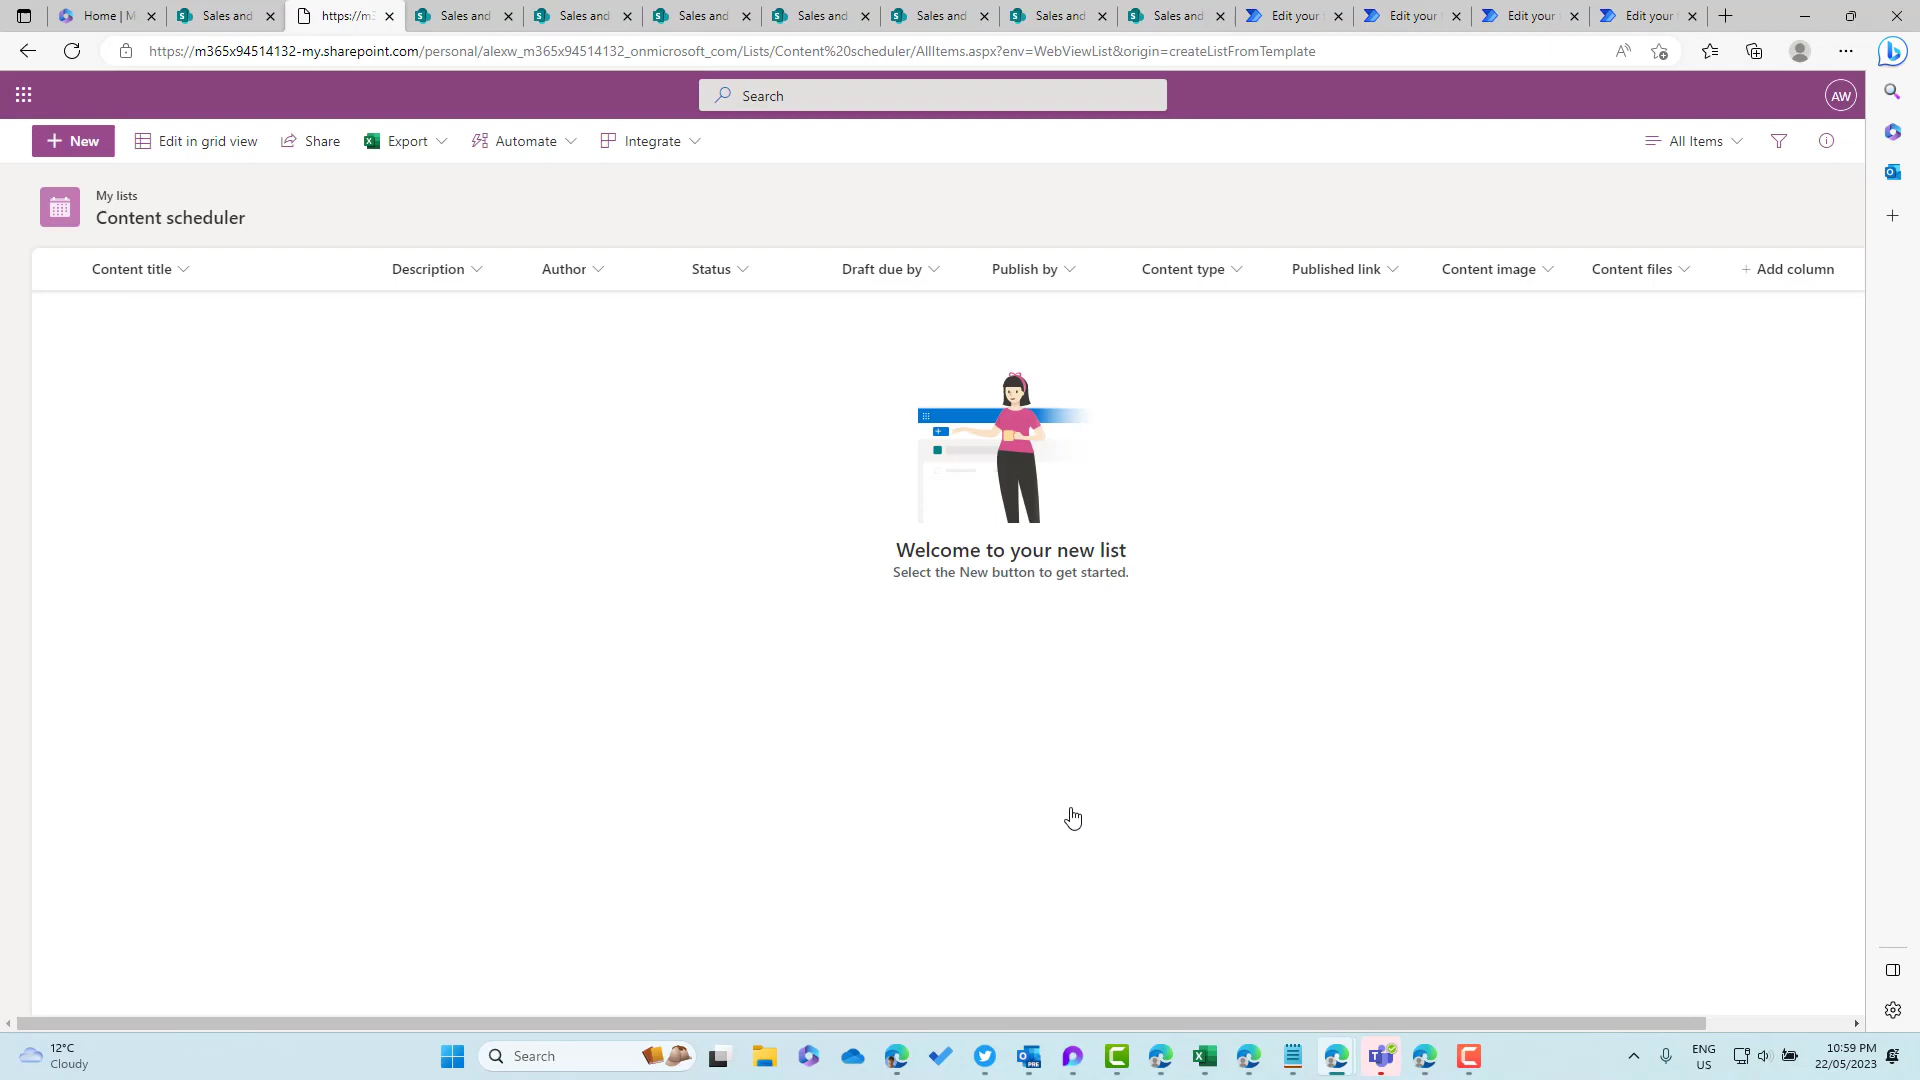 Home | M
Sales and
https://m3
Sales and
Sales and
Sales and
Sales and
Sales and
Sales and
Sales and
Edit your
Edit your
Edit your
Edit your
https://m365x94514132-my.sharepoint.com/personal/alexw_m365x94514132_onmicrosoft_com/Lists/Content%20scheduler/AllItems.aspx?env=WebViewList&origin=createListFromTemplate
Search
AW
New
Edit in grid view
Share
Export
Automate
Integrate
All Items
My lists
Content scheduler
Content title
Description
Author
Status
Draft due by
Publish by
Content type
Published link
Content image
Content files
Add column
Welcome to your new list
Select the New button to get started.
12°C
Cloudy
Search
ENG
US
10:59 PM
22/05/2023